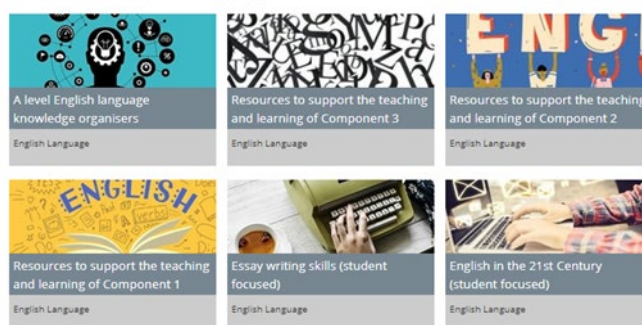 A level English language
knowledge organisers
English Language
Resources to support the teaching
and learning of Component 3
English Language
ENG
Resources to support the teaching
and learning of Component 2
English Language
ENGLISH
Resources to support the teaching
and learning of Component 1
English Language
Essay writing skills (student
focused)
English Language
English in the 21st Century
(student focused)
English Language